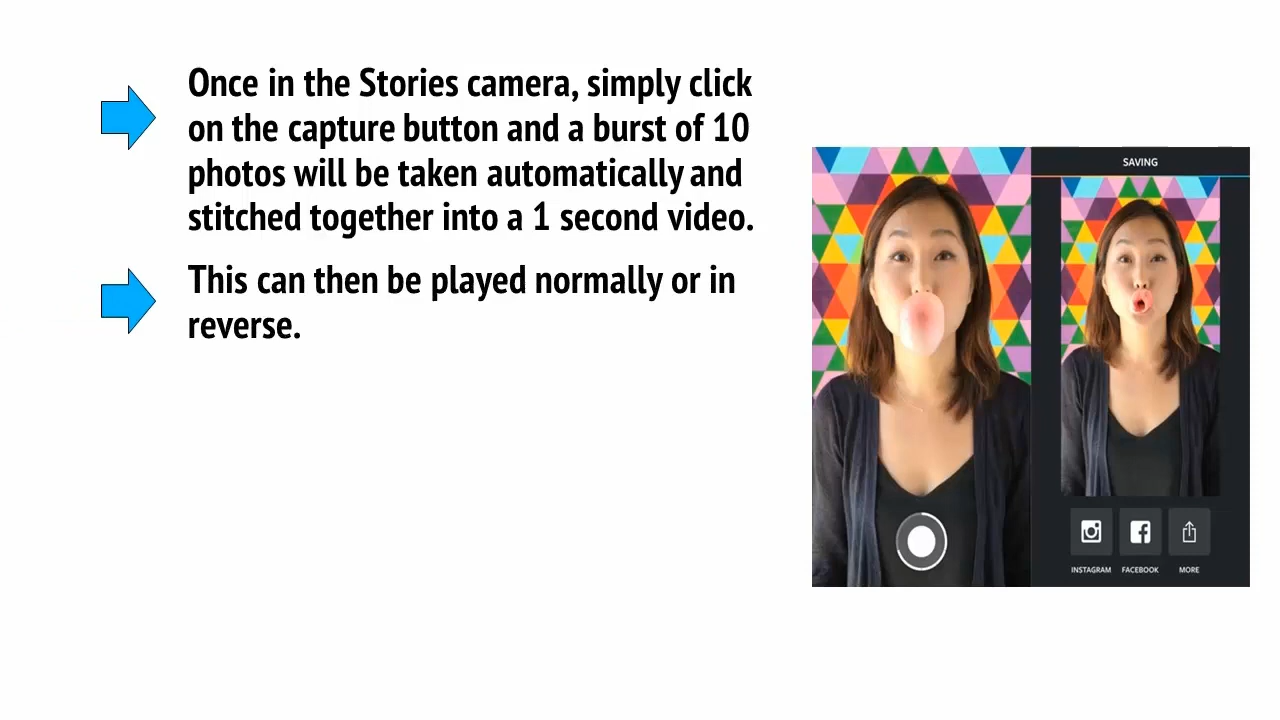 Once in the Stories camera, simply click
on the capture button and a burst of 10
photos will be taken automatically and
stitched together into a 1 second video.
This can then be played normally or in
reverse.
SAVING
INSTAGRAM FACEBOOK MORE